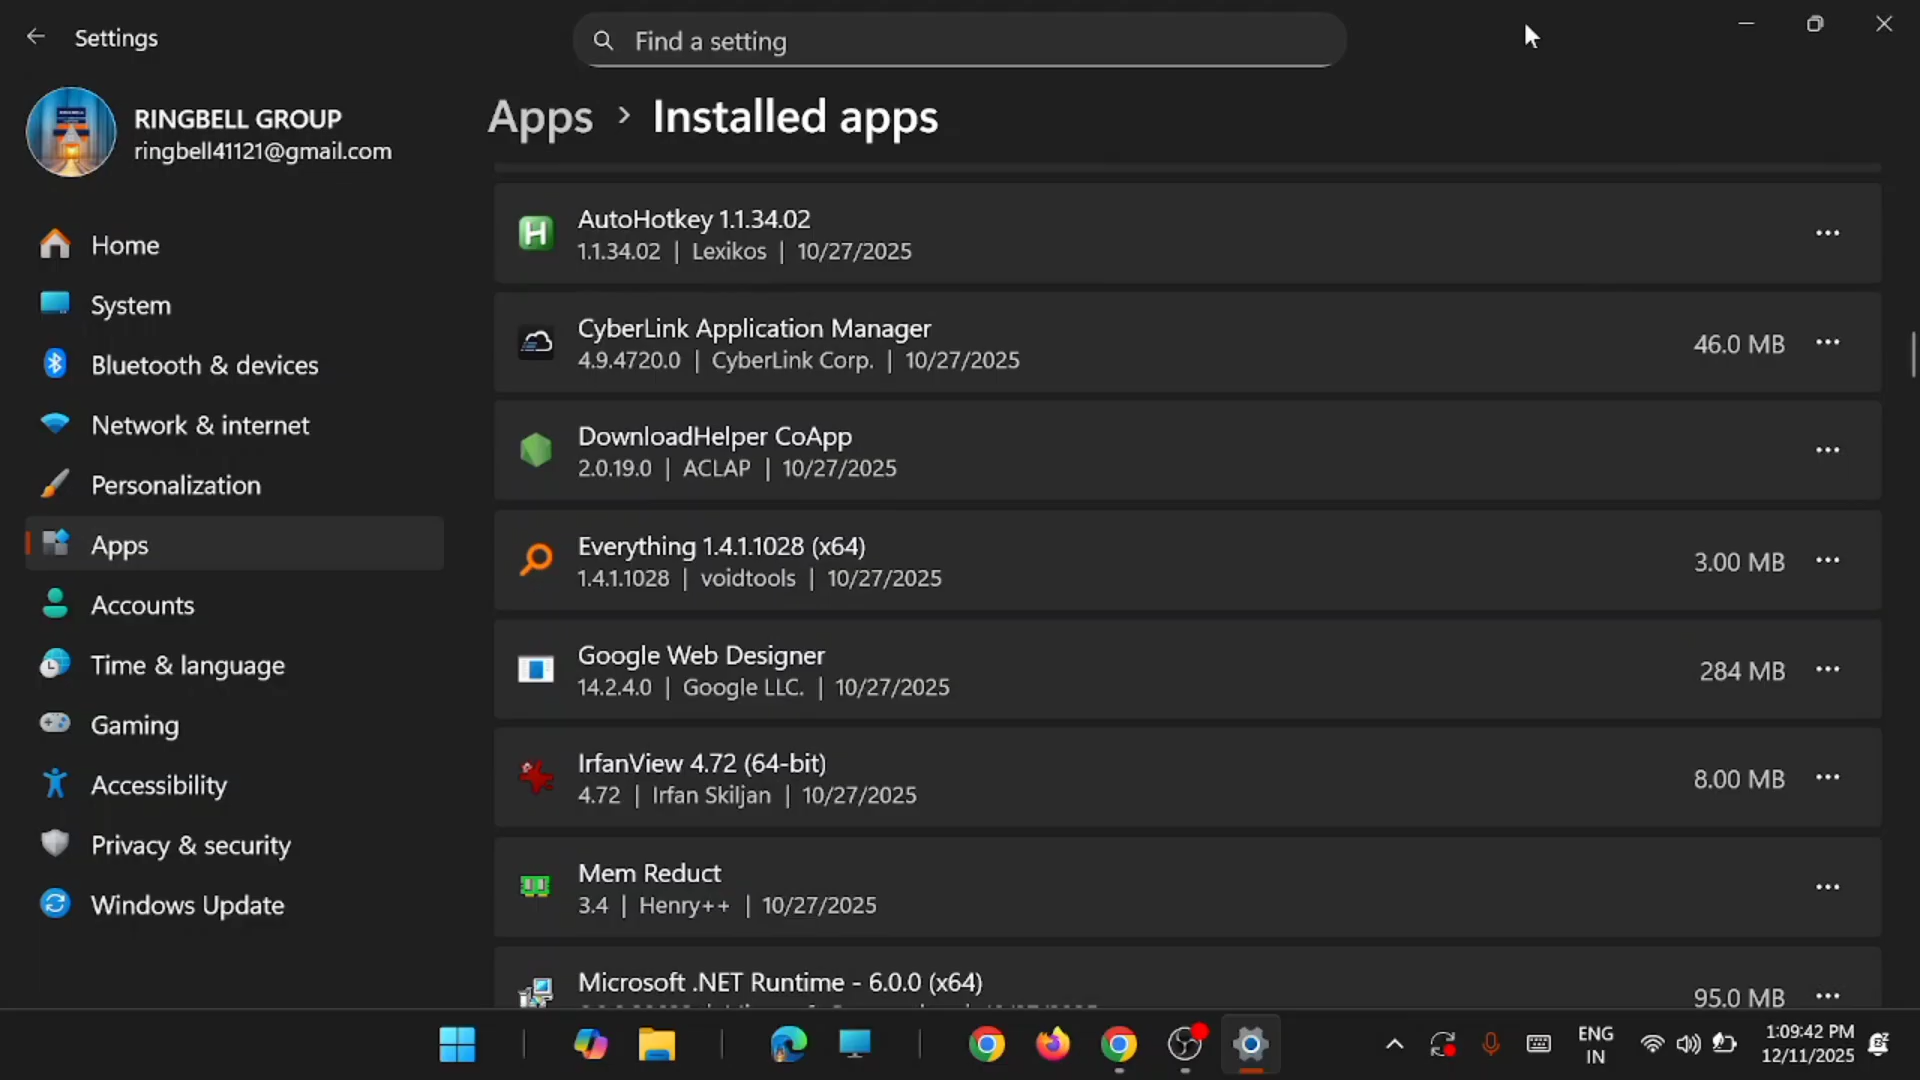 Settings
Find a setting
RINGBELL GROUP
ringbell41121@gmail.com
Home
System
Bluetooth & devices
Network & internet
Personalization
Apps
Accounts
Time & language
Gaming
Accessibility
Privacy & security
Windows Update
Apps > Installed apps
AutoHotkey 1.1.34.02
1.1.34.02 | Lexikos | 10/27/2025
CyberLink Application Manager
4.9.4720.0 | CyberLink Corp. | 10/27/2025
46.0 MB
DownloadHelper CoApp
2.0.19.0 | ACLAP | 10/27/2025
Everything 1.4.1.1028 (x64)
1.4.1.1028 | voidtools | 10/27/2025
3.00 MB
Google Web Designer
14.2.4.0 | Google LLC. | 10/27/2025
284 MB
IrfanView 4.72 (64-bit)
4.72 | Irfan Skiljan | 10/27/2025
8.00 MB
Mem Reduct
3.4 | Henry++ | 10/27/2025
Microsoft .NET Runtime - 6.0.0 (x64)
95.0 MB
ENG
IN
1:09:42 PM
12/11/2025